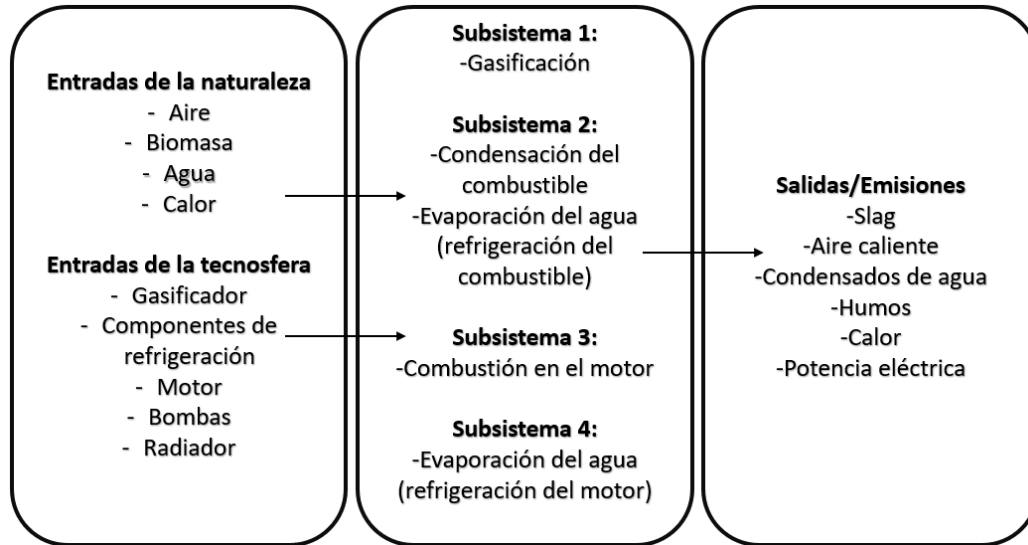 Entradas de la naturaleza
- Aire
- Biomasa
- Agua
- Calor
Entradas de la tecnosfera
- Gasificador
- Componentes de
refrigeración
- Motor
- Bombas
- Radiador
Subsistema 1:
-Gasificación
Subsistema 2:
-Condensación del
combustible
-Evaporación del agua
(refrigeración del
combustible)
Subsistema 3:
-Combustión en el motor
Subsistema 4:
-Evaporación del agua
(refrigeración del motor)
Salidas/Emisiones
-Slag
-Aire caliente
-Condensados de agua
-Humos
-Calor
-Potencia eléctrica